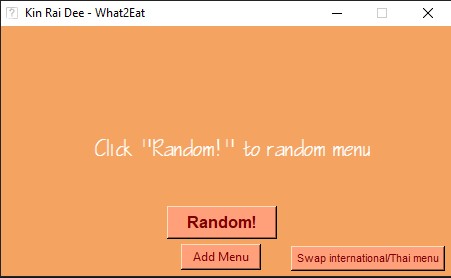 Kin Rai Dee - What2Eat
Click "Random!" to random menu
Random!
Add Menu
Swap international/Thai menu